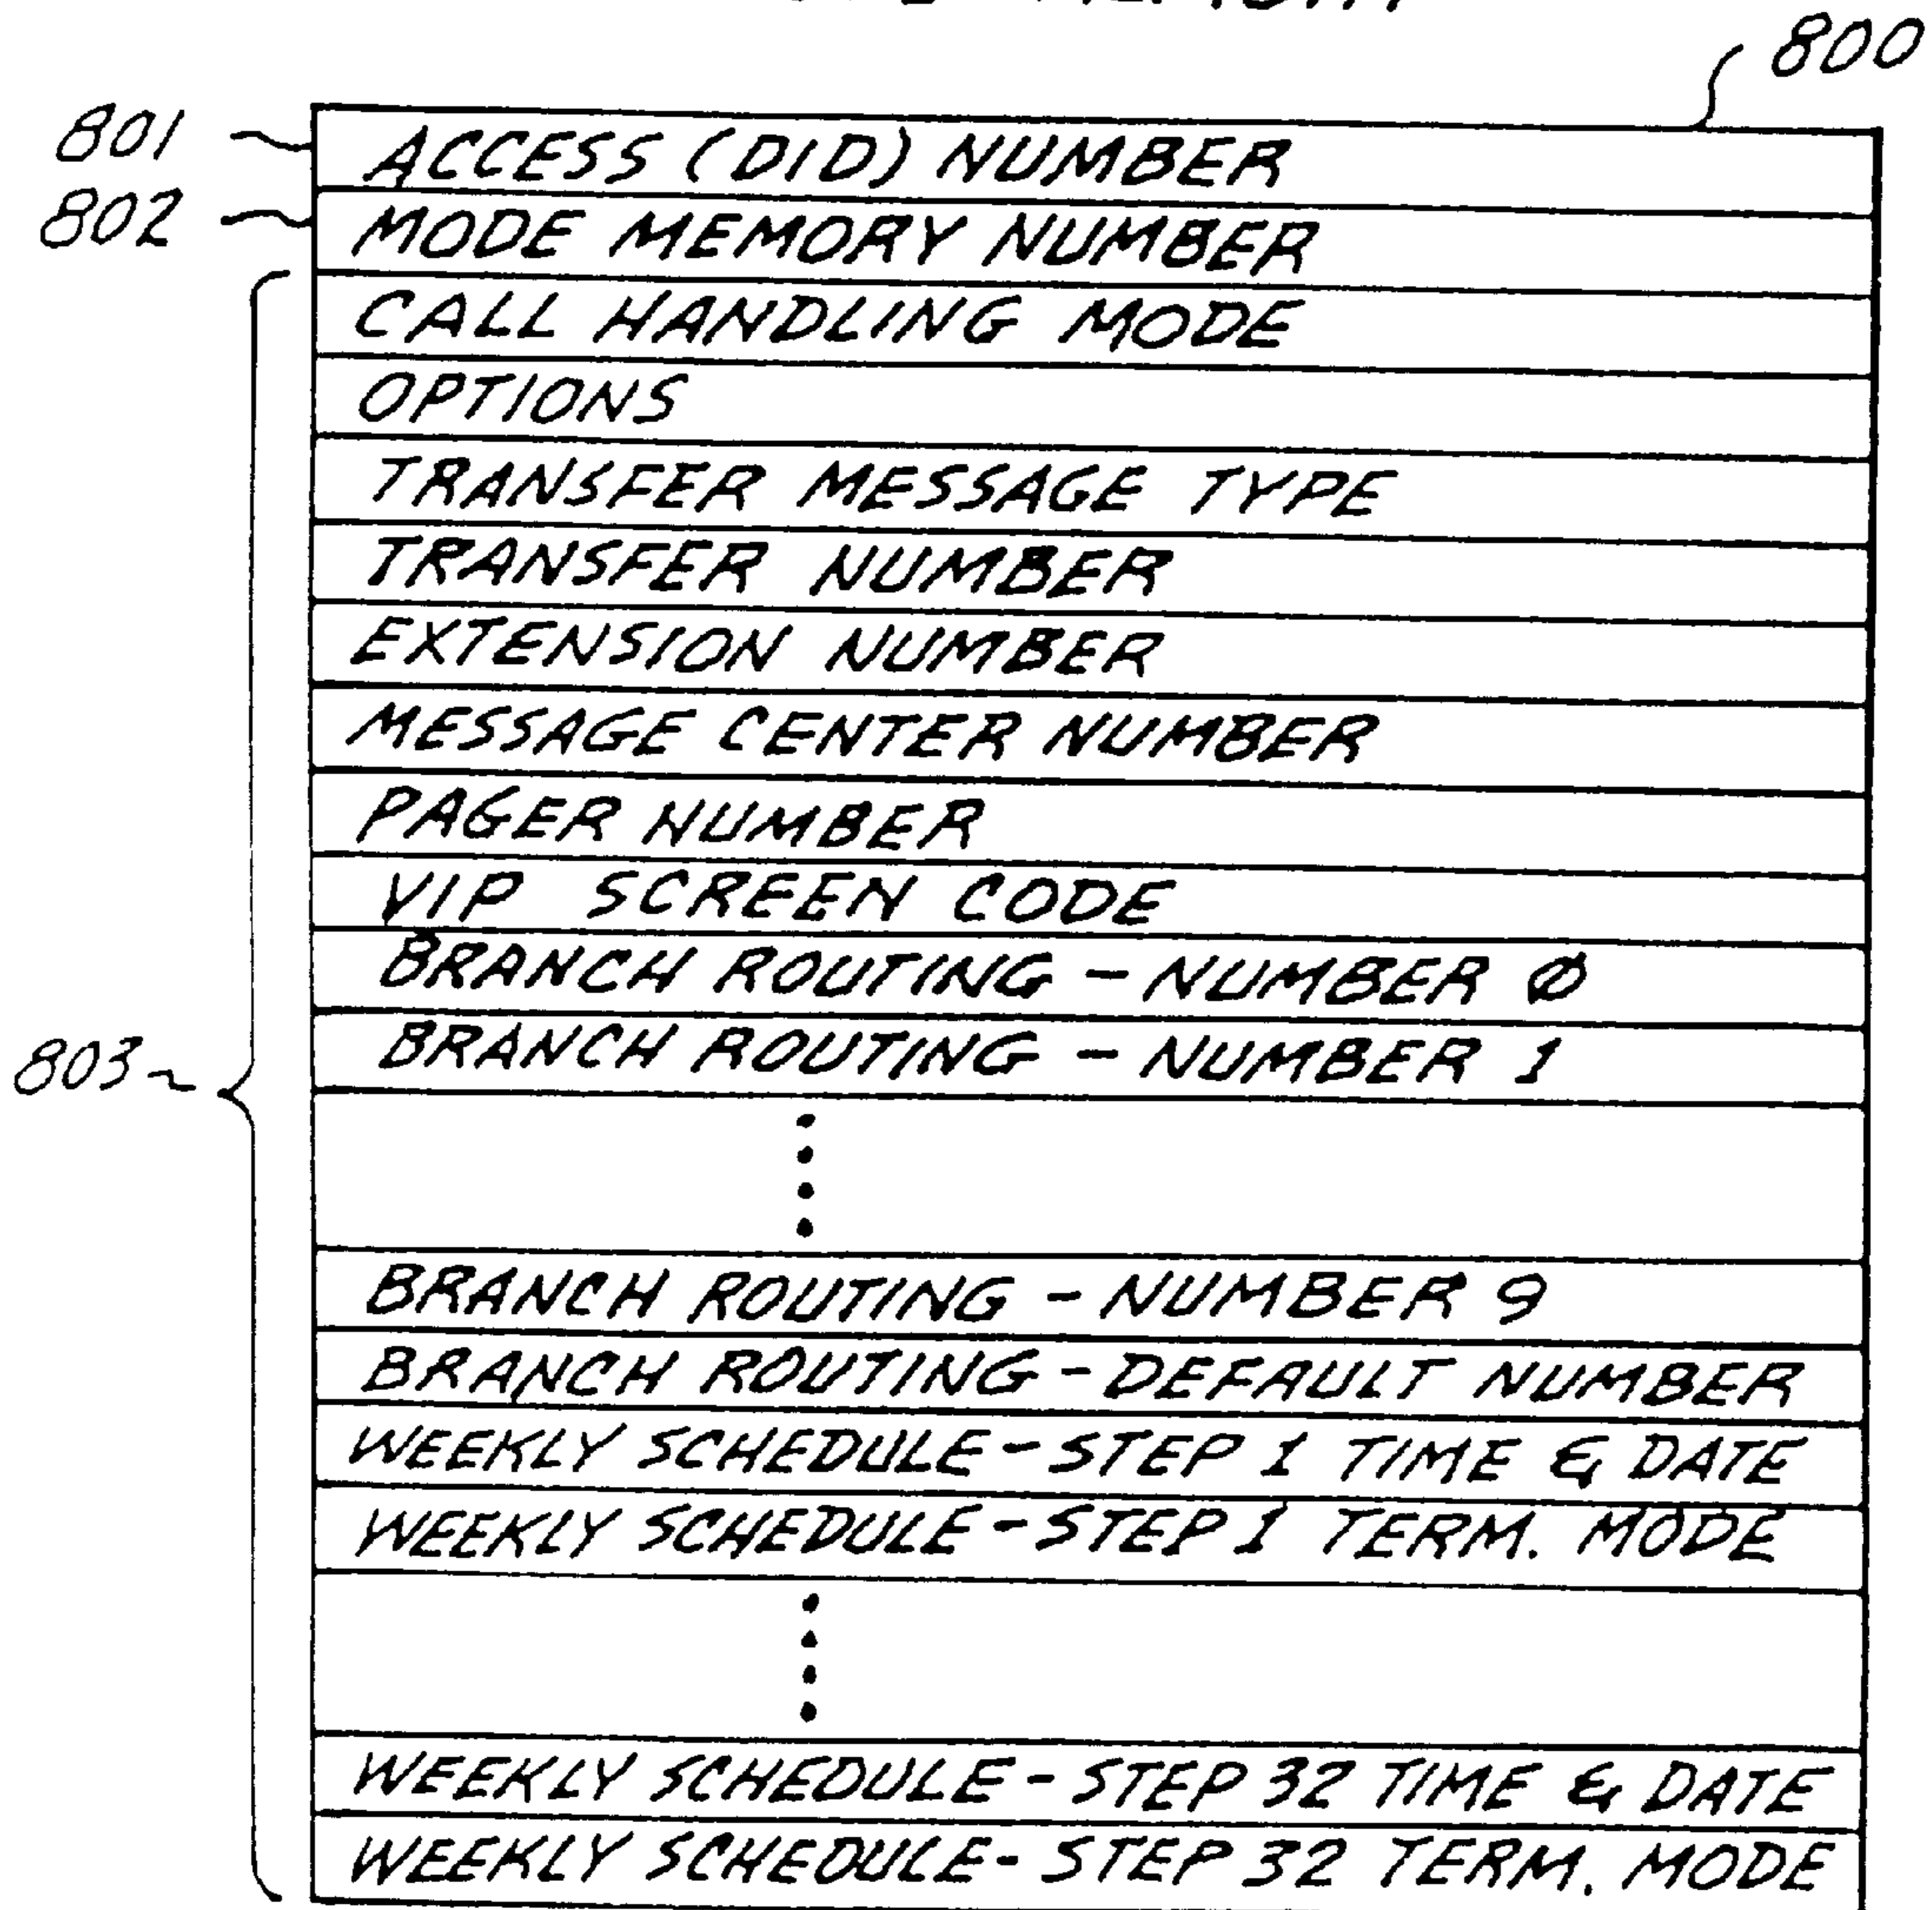 800
801 ACCESS (DID) NUMBER
802 MODE MEMORY NUMBER
CALL HANDLING MODE
OPTIONS
TRANSFER MESSAGE TYPE
TRANSFER NUMBER
EXTENSION NUMBER
MESSAGE CENTER NUMBER
PAGER NUMBER
VIP SCREEN CODE
BRANCH ROUTING - NUMBER 0
803 BRANCH ROUTING - NUMBER 1
BRANCH ROUTING - NUMBER 9
BRANCH ROUTING - DEFAULT NUMBER
WEEKLY SCHEDULE - STEP 1 TIME & DATE
WEEKLY SCHEDULE - STEP 1 TERM. MODE
WEEKLY SCHEDULE - STEP 32 TIME & DATE
WEEKLY SCHEDULE - STEP 32 TERM. MODE